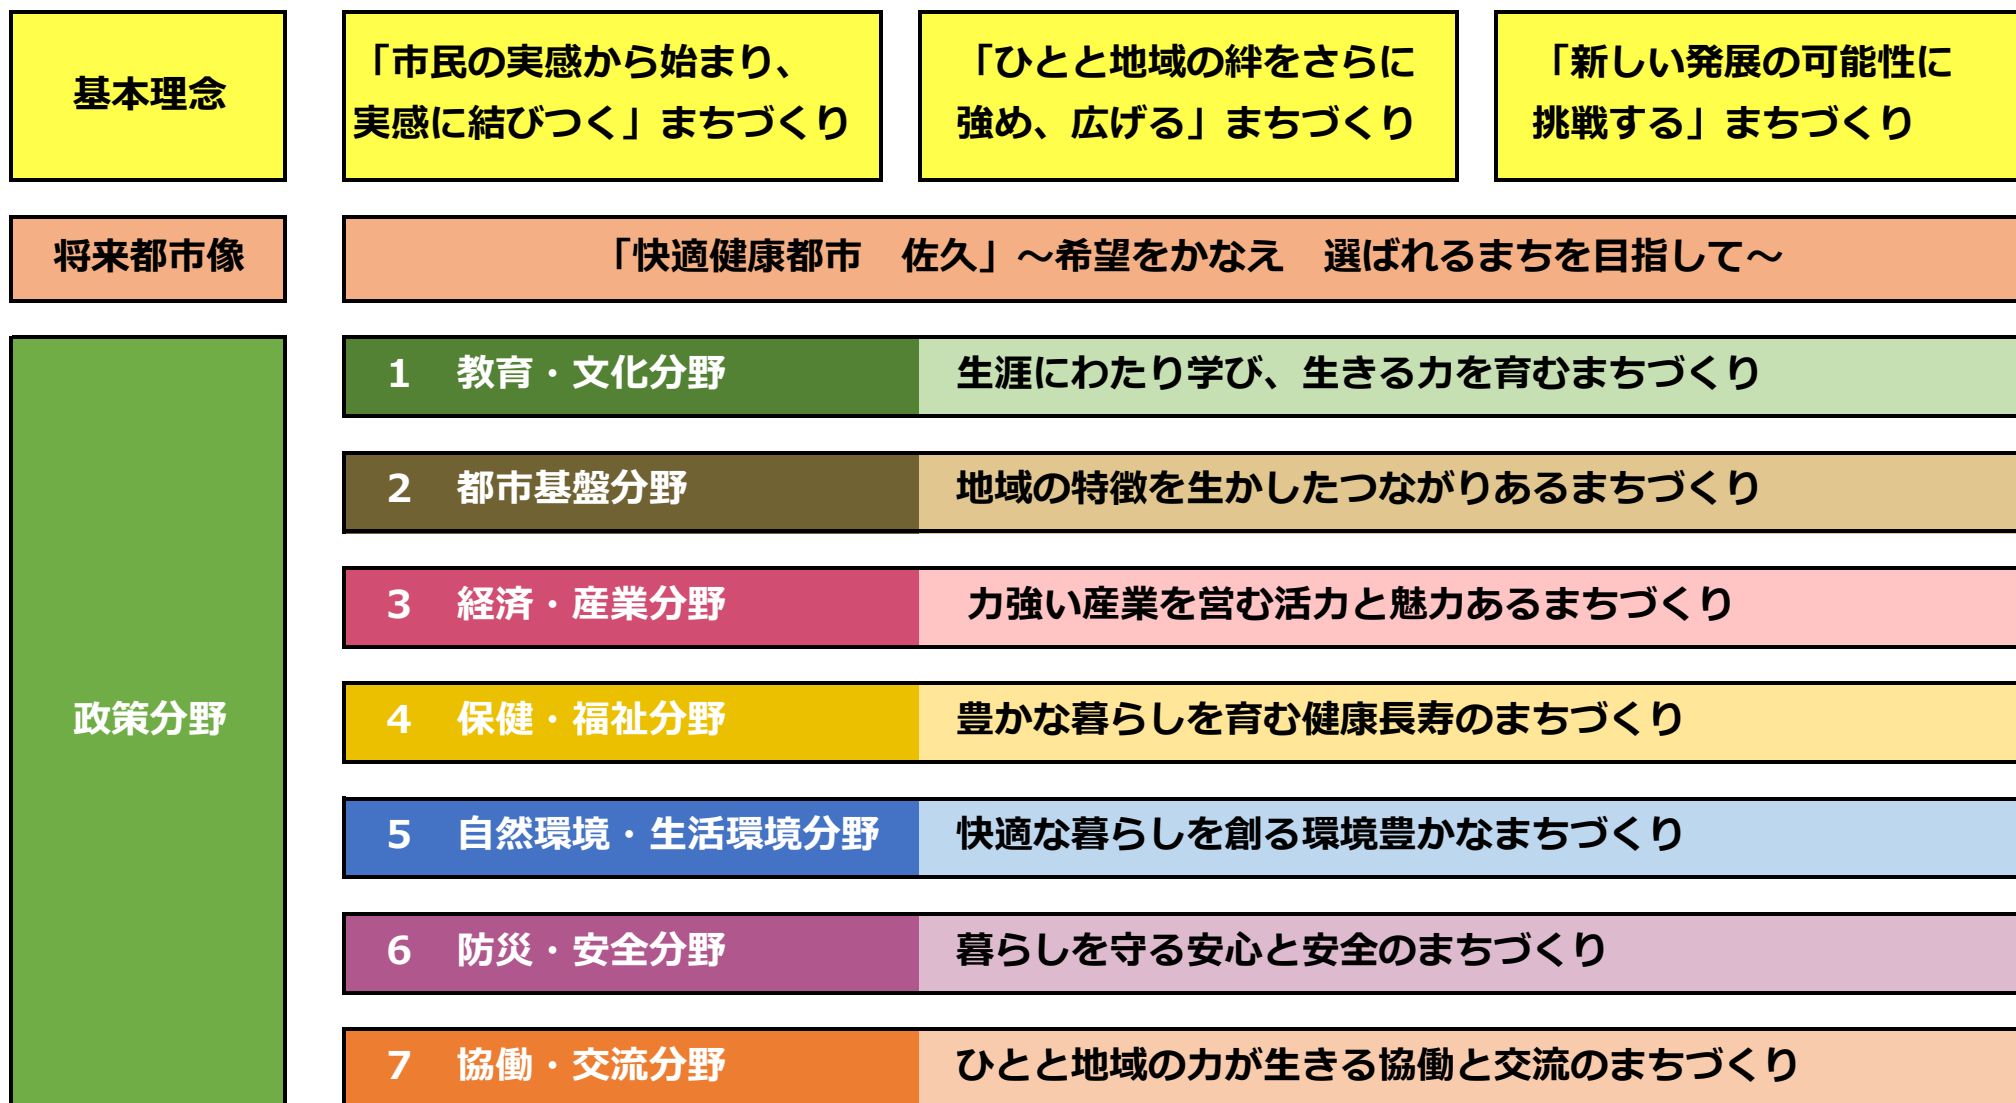 基本理念
「市民の実感から始まり、
実感に結びつく」まちづくり
「ひとと地域の絆をさらに
強め、広げる」まちづくり
「新しい発展の可能性に
挑戦する」まちづくり
将来都市像
「快適健康都市　佐久」～希望をかなえ　選ばれるまちを目指して～
政策分野
1　教育・文化分野
生涯にわたり学び、生きる力を育むまちづくり
2　都市基盤分野
地域の特徴を生かしたつながりあるまちづくり
3　経済・産業分野
力強い産業を営む活力と魅力あるまちづくり
4　保健・福祉分野
豊かな暮らしを育む健康長寿のまちづくり
5　自然環境・生活環境分野
快適な暮らしを創る環境豊かなまちづくり
6　防災・安全分野
暮らしを守る安心と安全のまちづくり
7　協働・交流分野
ひとと地域の力が生きる協働と交流のまちづくり